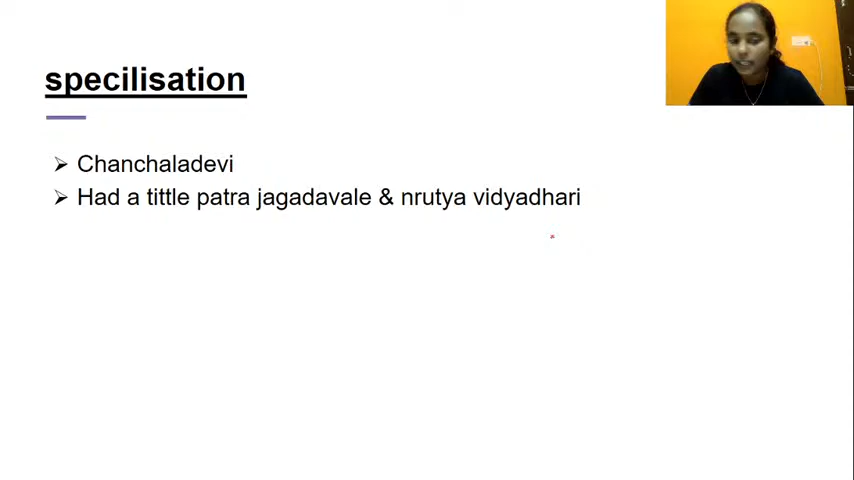 specilisation
Chanchaladevi
Had a tittle patra jagadavale & nrutya vidyadhari